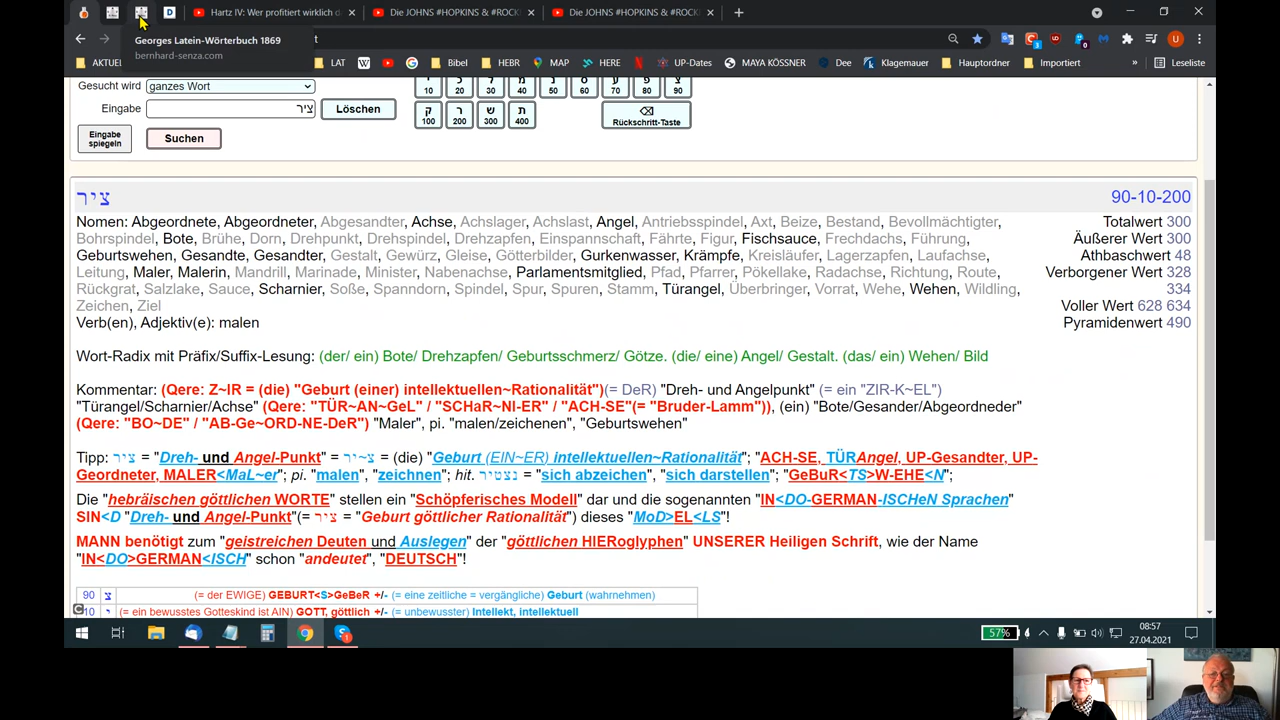 Hartz IV: Wer profitiert wirklich d
Die JOHNS #HOPKINS & #ROCK
Die JOHNS #HOPKINS & #ROCK
Georges Latein-Wörterbuch 1869
bernhard-senza.com
LAT
Bibel
HEBR
MAP
HERE
UP-Dates
MAYA KÖSSNER
Dee
Klagemauer
Hauptordner
Importiert
»
Leseliste
Gesucht wird
ganzes Wort
Eingabe
ציר
Löschen
Eingabe
spiegeln
Suchen
י כ ל מ נ ס ע פ צ
10 20 30 40 50 60 70 80 90
ק ר ש ת
100 200 300 400
Rückschritt-Taste
ציר
90-10-200
Nomen: Abgeordnete, Abgeordneter, Abgesandter, Achse, Achslager, Achslast, Angel, Antriebsspindel, Axt, Beize, Bestand, Bevollmächtigter,
Bohrspindel, Bote, Brühe, Dorn, Drehpunkt, Drehspindel, Drehzapfen, Einspannschaft, Fährte, Figur, Fischsauce, Frechdachs, Führung,
Geburtswehen, Gesandte, Gesandter, Gestalt, Gewürz, Gleise, Götterbilder, Gurkenwasser, Krämpfe, Kreisläufer, Lagerzapfen, Laufachse,
Leitung, Maler, Malerin, Mandrill, Marinade, Minister, Nabenachse, Parlamentsmitglied, Pfad, Pfarrer, Pökellake, Radachse, Richtung, Route,
Rückgrat, Salzlake, Sauce, Scharnier, Soße, Spanndorn, Spindel, Spur, Spuren, Stamm, Türangel, Überbringer, Vorrat, Wehe, Wehen, Wildling,
Zeichen, Ziel
Verb(en), Adjektiv(e): malen
Totalwert 300
Äußerer Wert 300
Athbaschwert 48
Verborgener Wert 328
334
Voller Wert 628 634
Pyramidenwert 490
Wort-Radix mit Präfix/Suffix-Lesung: (der/ ein) Bote/ Drehzapfen/ Geburtsschmerz/ Götze. (die/ eine) Angel/ Gestalt. (das/ ein) Wehen/ Bild
Kommentar: (Qere: Z~IR = (die) "Geburt (einer) intellektuellen~Rationalität")(= DeR) "Dreh- und Angelpunkt" (= ein "ZIR-K~EL")
"Türangel/Scharnier/Achse" (Qere: "TÜR~AN~GeL" / "SCHaR~NI-ER" / "ACH-SE"(= "Bruder-Lamm")), (ein) "Bote/Gesander/Abgeordneder"
(Qere: "BO~DE" / "AB-Ge~ORD-NE-DeR") "Maler", pi. "malen/zeichenen", "Geburtswehen"
Tipp: ציר = "Dreh- und Angel-Punkt" = צ~יר = (die) "Geburt (EIN~ER) intellektuellen~Rationalität"; "ACH-SE, TÜRAngel, UP-Gesandter, UP-
Geordneter, MALER<MaL~er"; pi. "malen", "zeichnen"; hit. נצטיר = "sich abzeichen", "sich darstellen"; "GeBuR<TS>W-EHE<N";
Die "hebräischen göttlichen WORTE" stellen ein "Schöpferisches Modell" dar und die sogenannten "IN<DO-GERMAN-ISCHeN Sprachen"
SIN<D "Dreh- und Angel-Punkt"(= ציר = "Geburt göttlicher Rationalität") dieses "MoD>EL<LS"!
MANN benötigt zum "geistreichen Deuten und Auslegen" der "göttlichen HIERoglyphen" UNSERER Heiligen Schrift, wie der Name
"IN<DO>GERMAN<ISCH" schon "andeutet", "DEUTSCH"!
90 צ (= der EWIGE) GEBURT<S>GeBeR +/- (= eine zeitliche = vergängliche) Geburt (wahrnehmen)
10 י (= ein bewusstes Gotteskind ist AIN) GOTT, göttlich +/- (= unbewusster) Intellekt, intellektuell
57%
08:57
27.04.2021